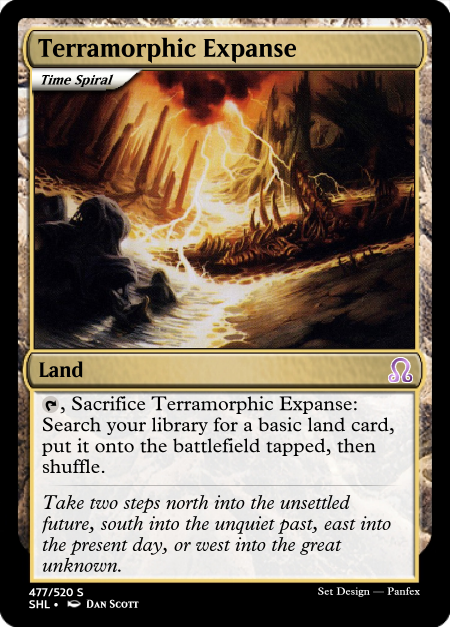 Terramorphic Expanse
Time Spiral
Land
, Sacrifice Terramorphic Expanse:
Search your library for a basic land card,
put it onto the battlefield tapped, then
shuffle.
Take two steps north into the unsettled
future, south into the unquiet past, east into
the present day, or west into the great
unknown.
477/520 S
SHL • Dan Scott
Set Design — Panfex